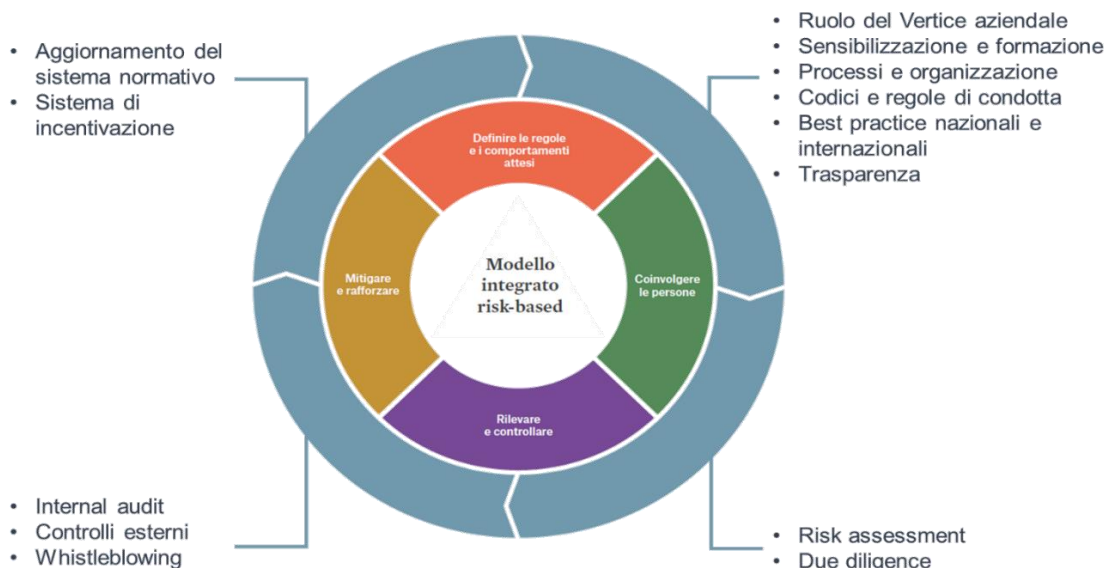 • Aggiornamento del
sistema normativo
• Sistema di
incentivazione
• Ruolo del Vertice aziendale
• Sensibilizzazione e formazione
• Processi e organizzazione
• Codici e regole di condotta
• Best practice nazionali e
internazionali
• Trasparenza
Definire le regole
e i comportamenti
attesi
Mitigare
e rafforzare
Modello
integrato
risk-based
Coinvolgere
le persone
Rilevare
e controllare
• Internal audit
• Controlli esterni
• Whistleblowing
• Risk assessment
• Due diligence